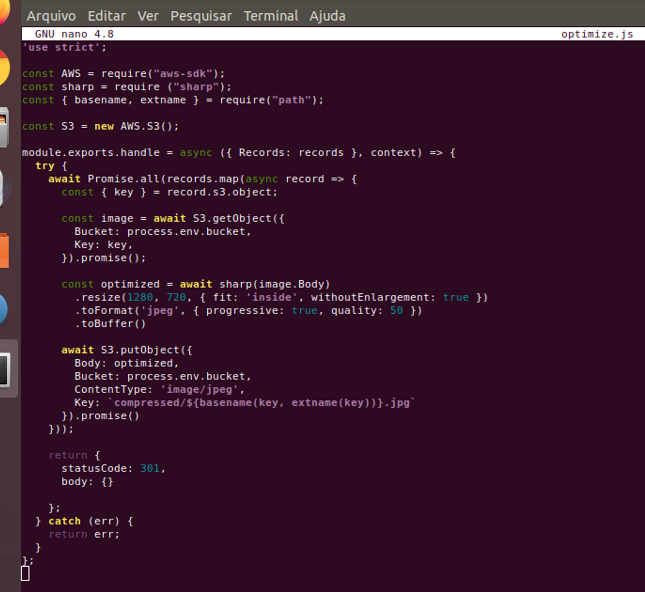 Arquivo Editar Ver Pesquisar Terminal Ajuda
GNU nano 4.8 optimize.js
'use strict';

const AWS = require("aws-sdk");
const sharp = require ("sharp");
const { basename, extname } = require("path");

const S3 = new AWS.S3();

module.exports.handle = async ({ Records: records }, context) => {
  try {
    await Promise.all(records.map(async record => {
      const { key } = record.s3.object;

      const image = await S3.getObject({
        Bucket: process.env.bucket,
        Key: key,
      }).promise();

      const optimized = await sharp(image.Body)
        .resize(1280, 720, { fit: 'inside', withoutEnlargement: true })
        .toFormat('jpeg', { progressive: true, quality: 50 })
        .toBuffer()

      await S3.putObject({
        Body: optimized,
        Bucket: process.env.bucket,
        ContentType: 'image/jpeg',
        Key: `compressed/${basename(key, extname(key))}.jpg`
      }).promise()
    }));

    return {
      statusCode: 301,
      body: {}

    };
  } catch (err) {
    return err;
  }
};